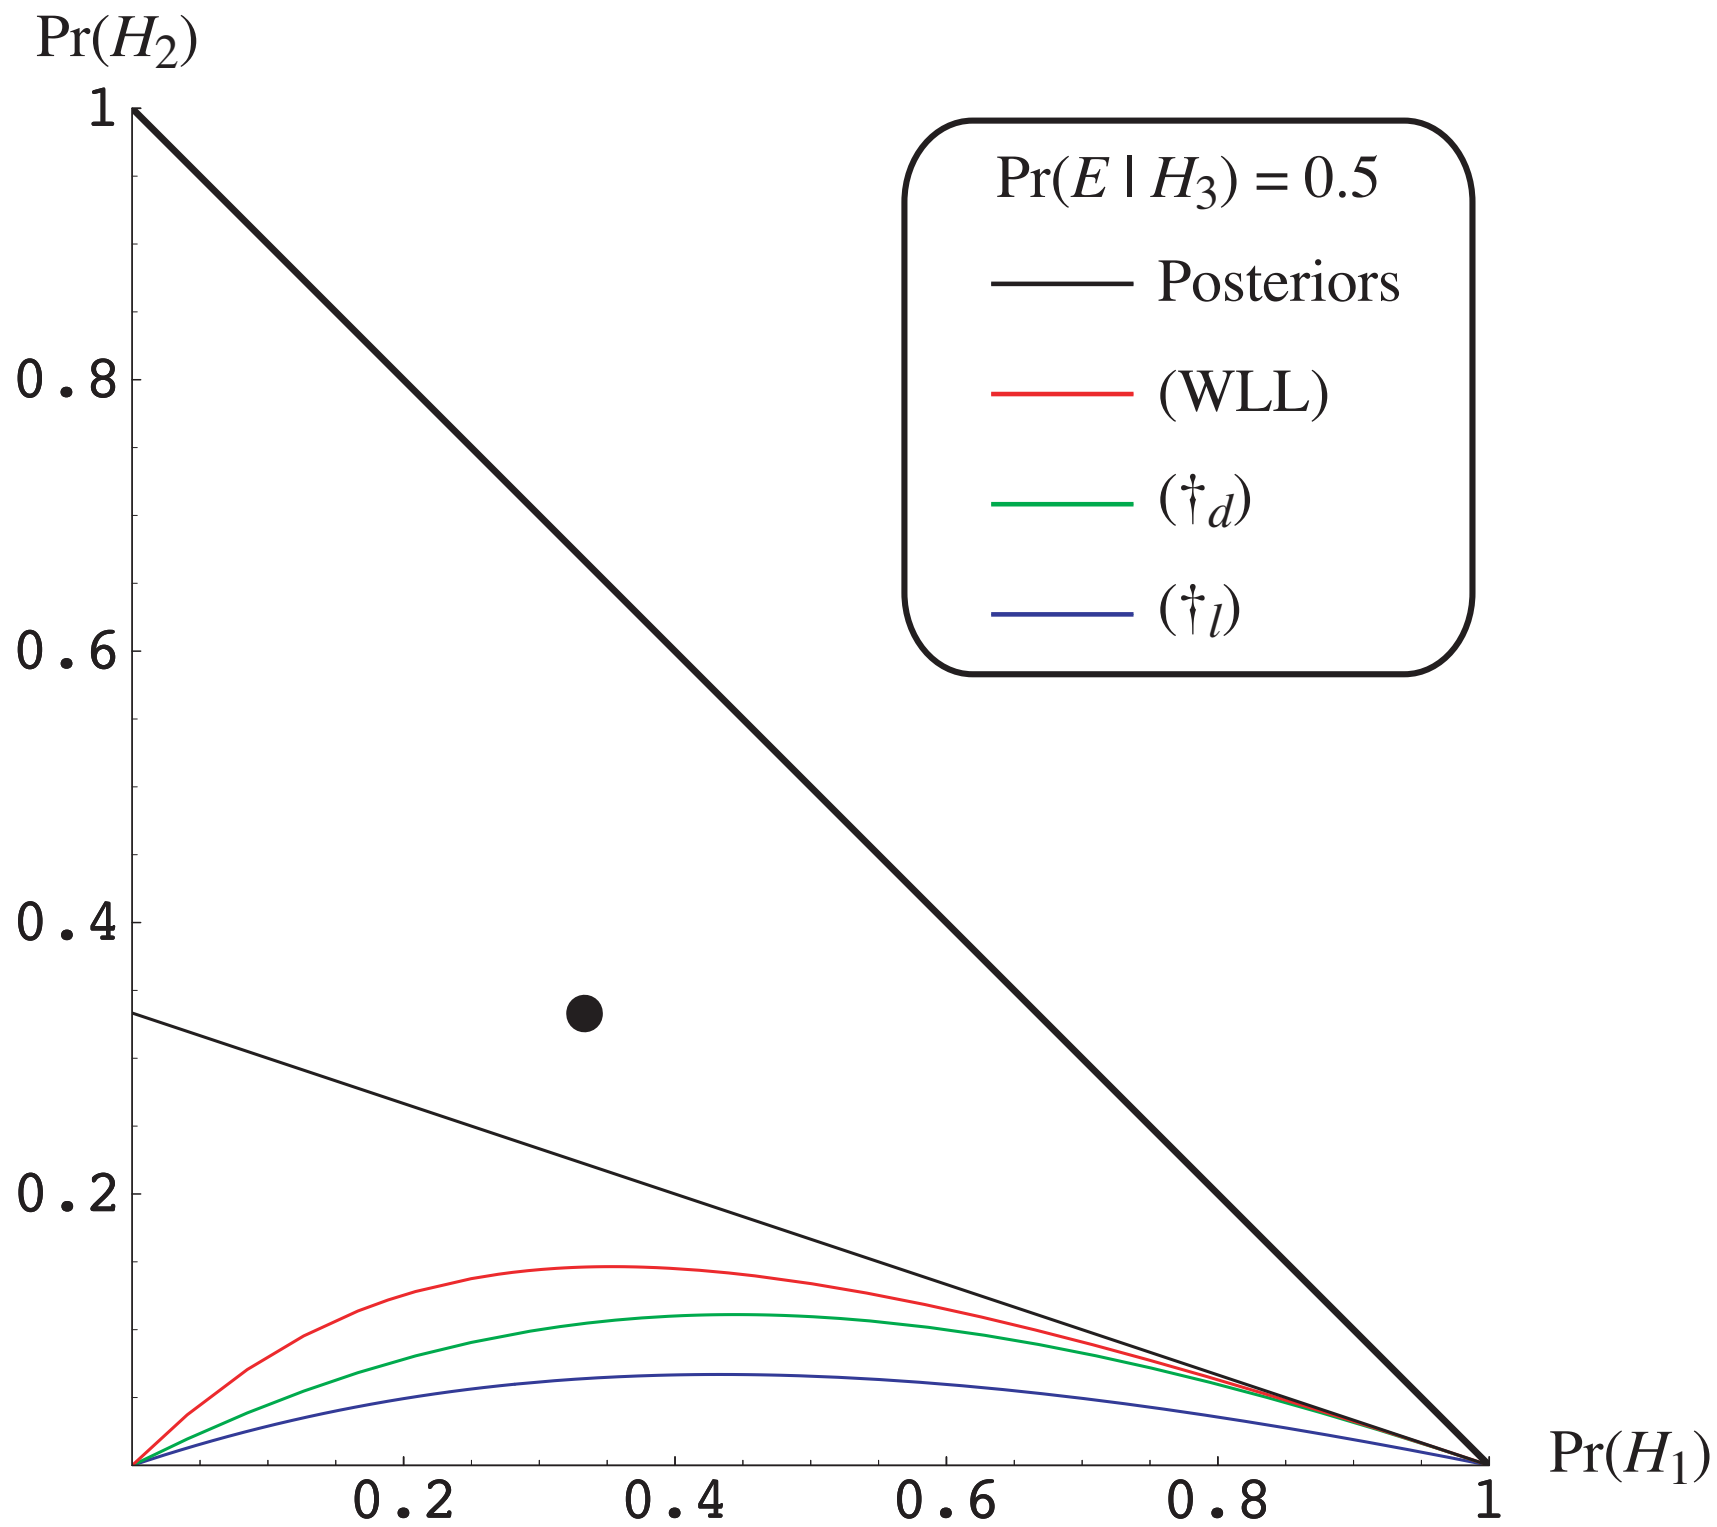 Pr(H₂)
1
0.8
0.6
0.4
0.2
Pr(E | H₃) = 0.5
Posteriors
(WLL)
(†d)
(†l)
0.2 0.4 0.6 0.8 1
Pr(H₁)